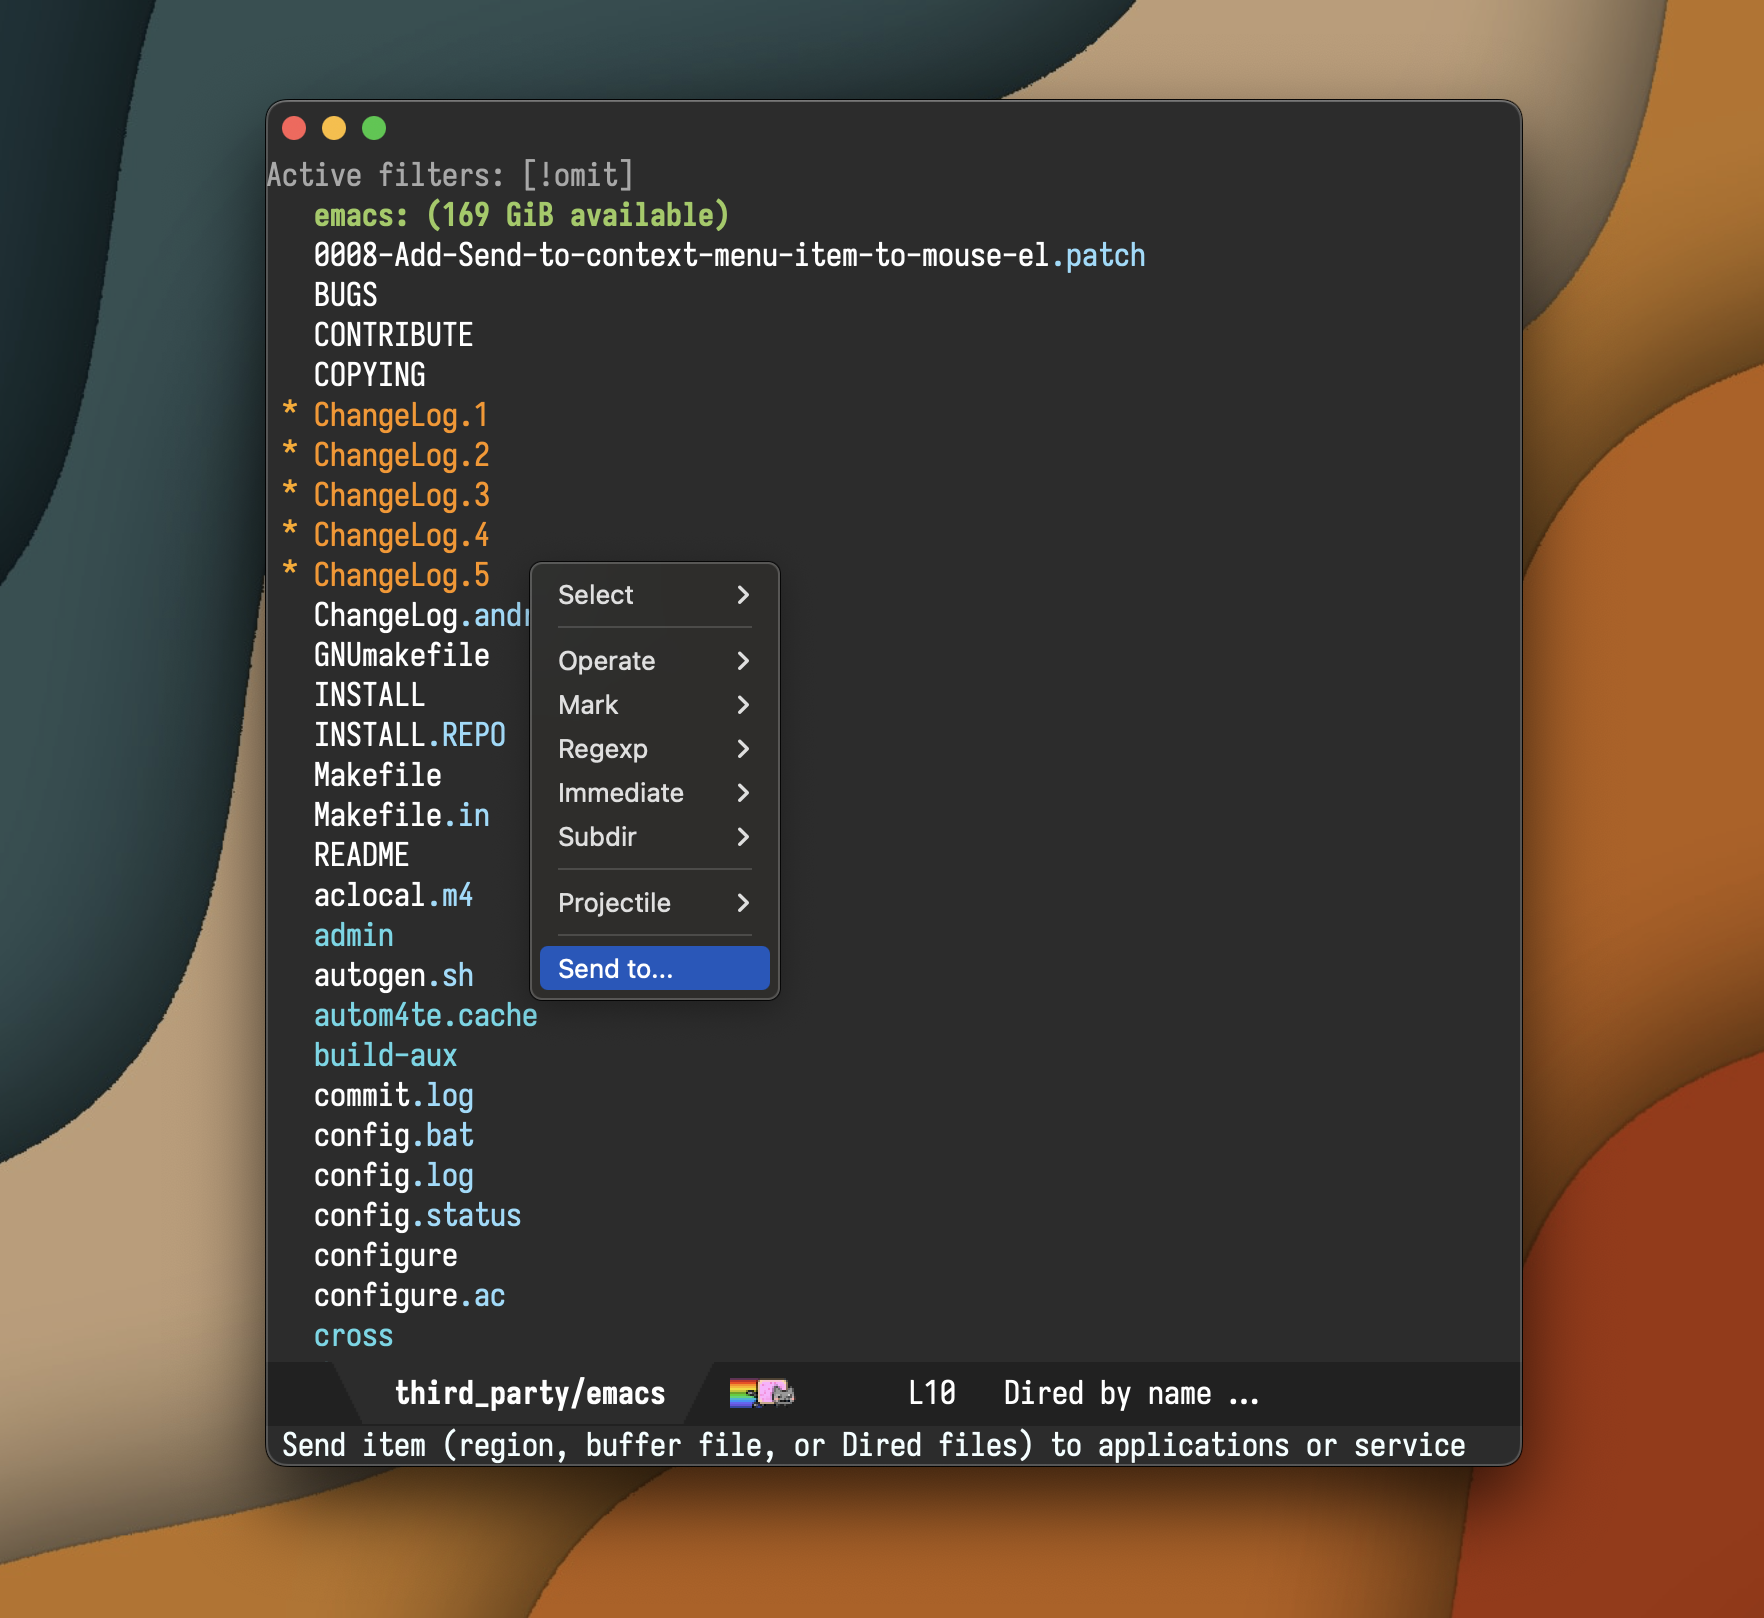 Active filters: [!omit]
emacs: (169 GiB available)
0008-Add-Send-to-context-menu-item-to-mouse-el.patch
BUGS
CONTRIBUTE
COPYING
* ChangeLog.1
* ChangeLog.2
* ChangeLog.3
* ChangeLog.4
* ChangeLog.5
ChangeLog.andr
GNUmakefile
INSTALL
INSTALL.REPO
Makefile
Makefile.in
README
aclocal.m4
admin
autogen.sh
autom4te.cache
build-aux
commit.log
config.bat
config.log
config.status
configure
configure.ac
cross
Select
Operate
Mark
Regexp
Immediate
Subdir
Projectile
Send to...
third_party/emacs L10 Dired by name ...
Send item (region, buffer file, or Dired files) to applications or service